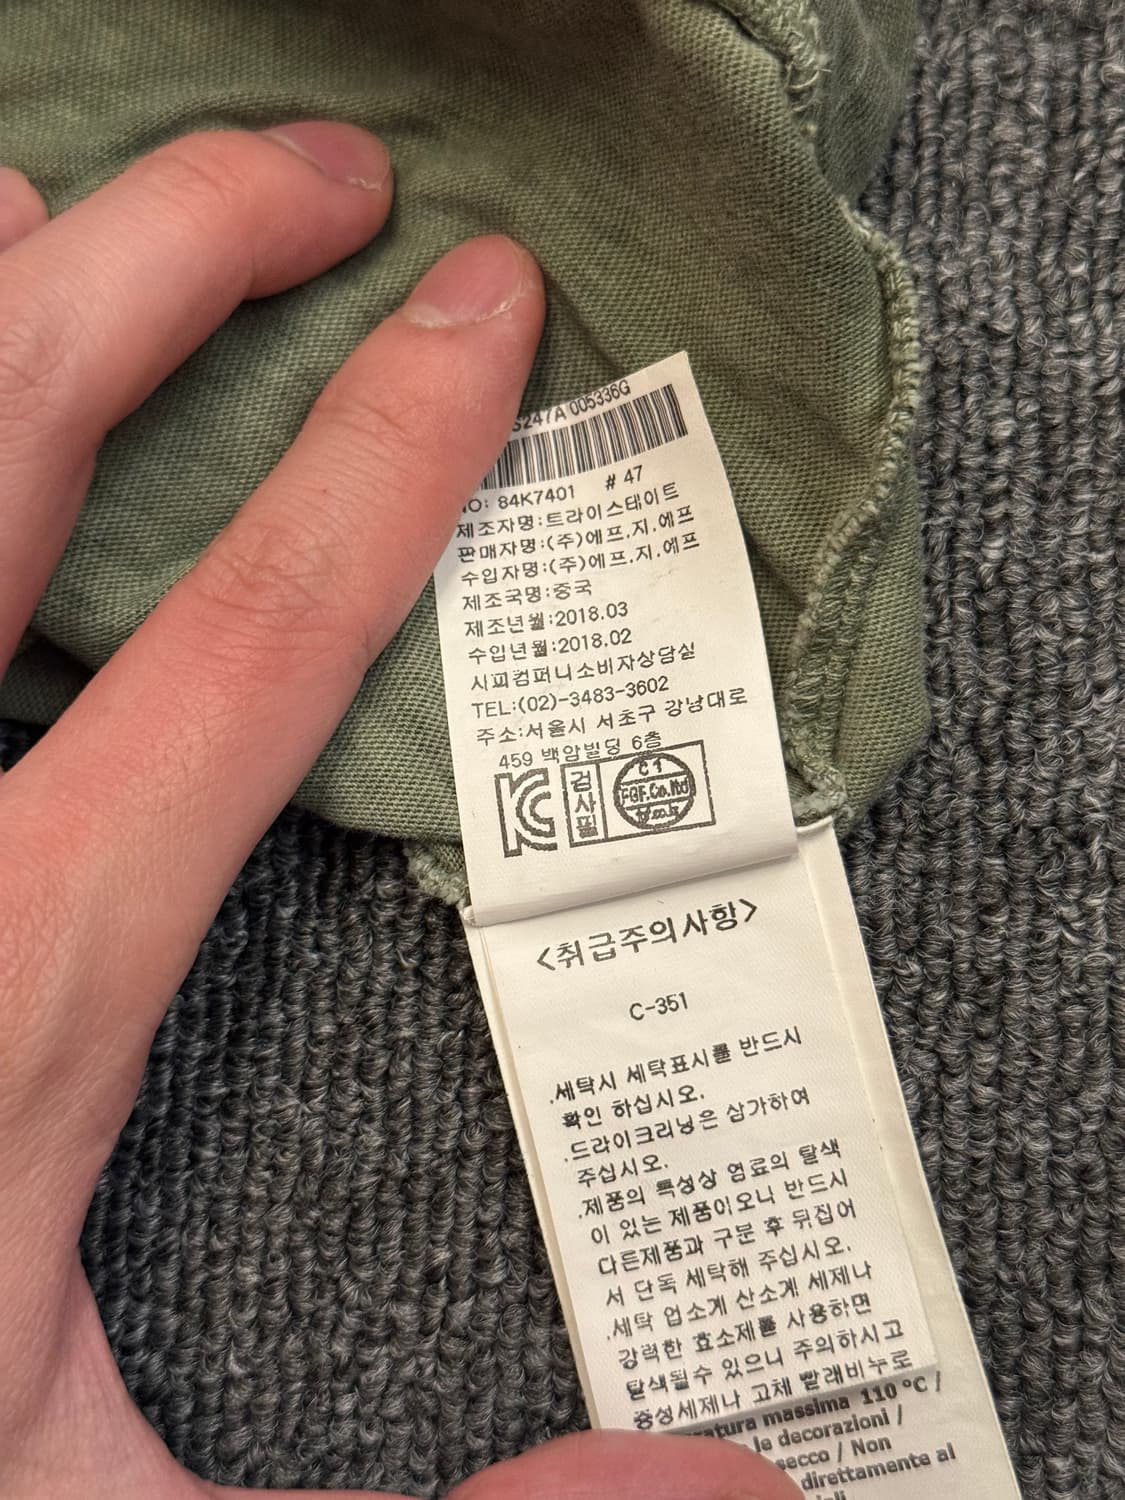 S247A 005336G
NO: 84K7401 # 47
제조자명:트라이스테이트
판매자명:(주)에프.지.에프
수입자명:(주)에프.지.에프
제조국명:중국
제조년월:2018.03
수입년월:2018.02
시피컴퍼니소비자상담실
TEL:(02)-3483-3602
주소:서울시 서초구 강남대로
459 백암빌딩 6층
KC 검사필 C1
FGF.Co.,ltd
<취급주의사항>
C-351
.세탁시 세탁표시를 반드시
확인 하십시오.
.드라이크리닝은 삼가하여
주십시오.
.제품의 특성상 염료의 탈색
이 있는 제품이오니 반드시
다른제품과 구분 후 뒤집어
서 단독 세탁해 주십시오.
.세탁 업소게 산소게 세제나
강력한 효소제를 사용하면
탈색될수 있으니 주의하시고
중성세제나 고체 빨래비누로
ratura massima 110 °C /
le decorazioni /
secco / Non
direttamente al